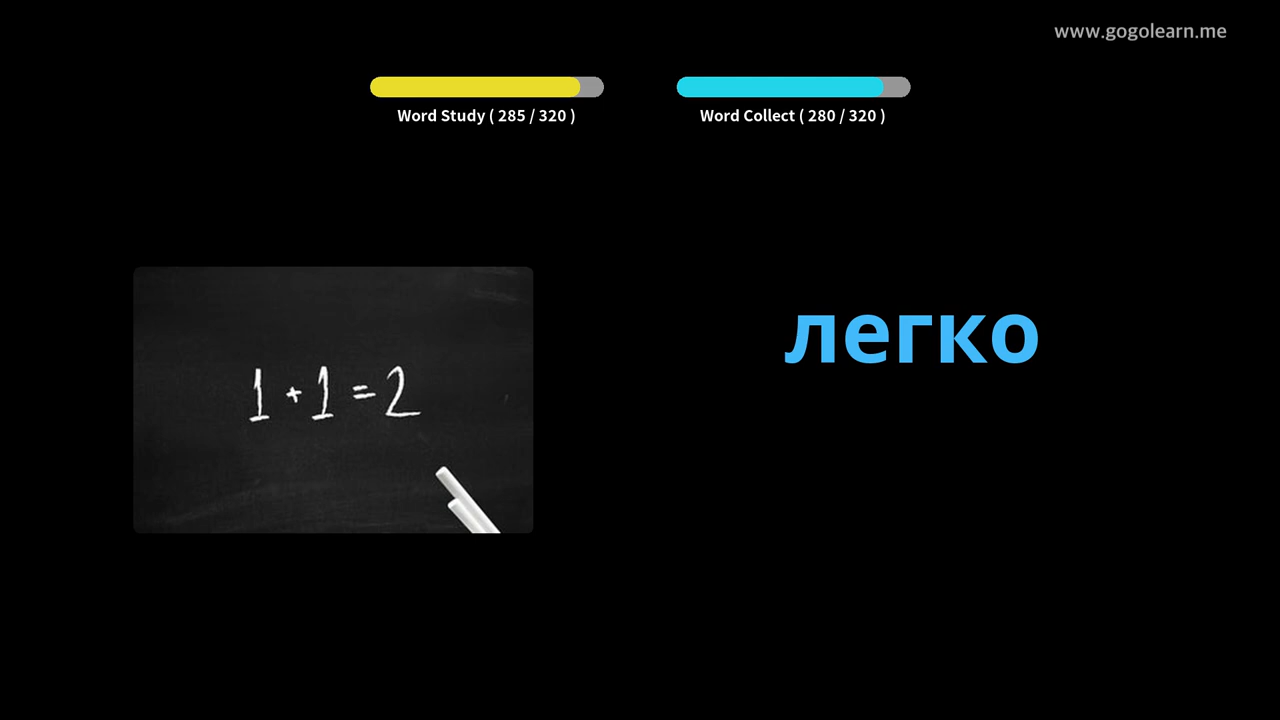 www.gogolearn.me
Word Study ( 285 / 320 )
Word Collect ( 280 / 320 )
легко
1 + 1 = 2